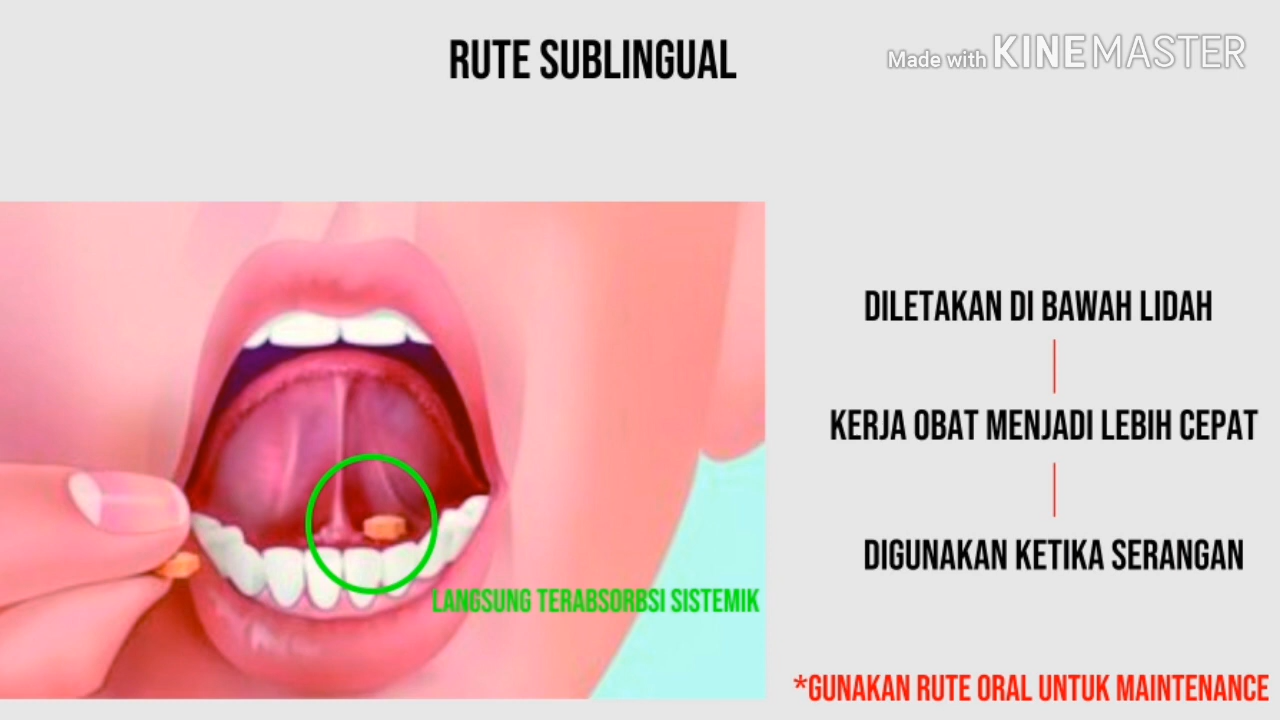 RUTE SUBLINGUAL
Made with KINEMASTER
DILETAKAN DI BAWAH LIDAH
KERJA OBAT MENJADI LEBIH CEPAT
DIGUNAKAN KETIKA SERANGAN
LANGSUNG TERABSORBSI SISTEMIK
*GUNAKAN RUTE ORAL UNTUK MAINTENANCE